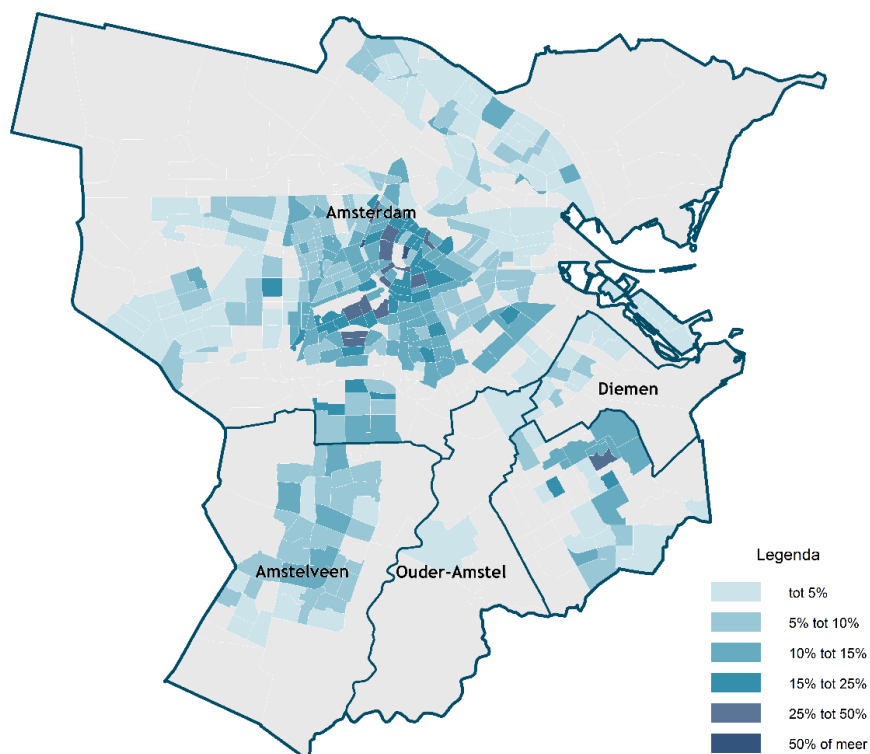 Amsterdam
Diemen
Amstelveen
Ouder-Amstel
Legenda
tot 5%
5% tot 10%
10% tot 15%
15% tot 25%
25% tot 50%
50% of meer